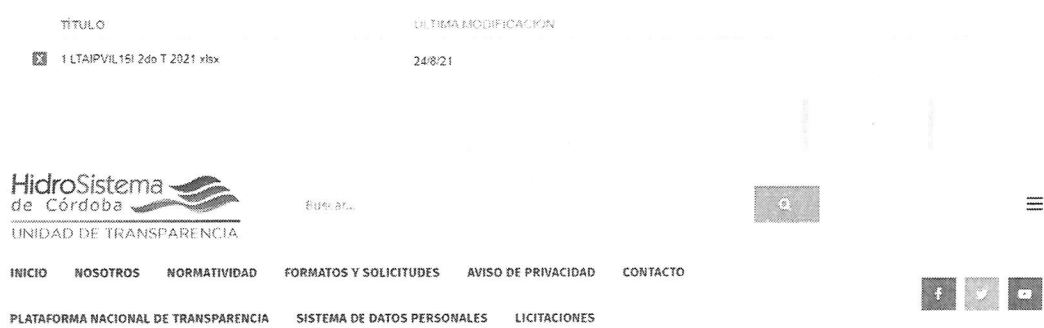 TÍTULO ÚLTIMA MODIFICACIÓN
X 1 LTAIPVIL15I 2do T 2021 xlsx 24/8/21
HidroSistema
de Córdoba
UNIDAD DE TRANSPARENCIA
Buscar...
INICIO NOSOTROS NORMATIVIDAD FORMATOS Y SOLICITUDES AVISO DE PRIVACIDAD CONTACTO
PLATAFORMA NACIONAL DE TRANSPARENCIA SISTEMA DE DATOS PERSONALES LICITACIONES